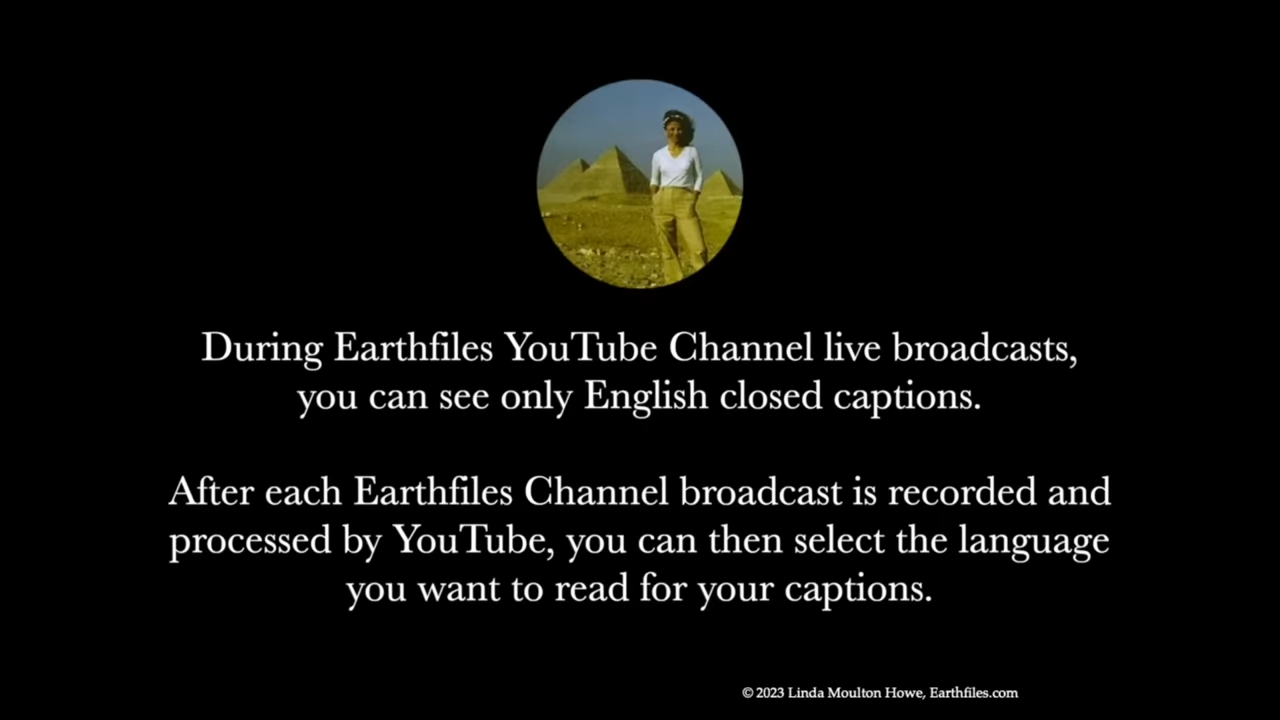 During Earthfiles YouTube Channel live broadcasts,
you can see only English closed captions.
After each Earthfiles Channel broadcast is recorded and
processed by YouTube, you can then select the language
you want to read for your captions.
© 2023 Linda Moulton Howe, Earthfiles.com